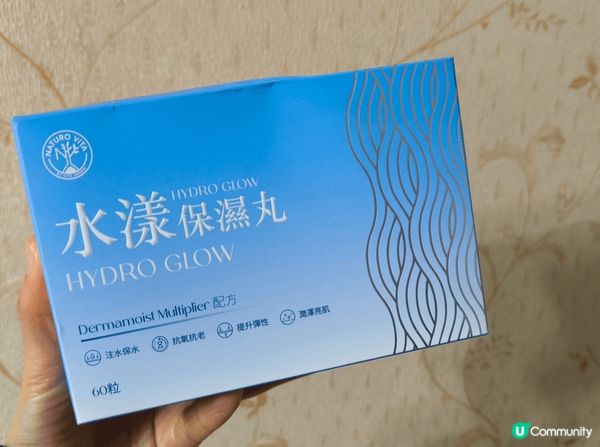 NATURO VITA
HYDRO GLOW
水漾保濕丸
HYDRO GLOW
Dermamoist Multiplier 配方
注水保水 抗氧抗老 提升彈性 潤澤亮肌
60粒
U Community